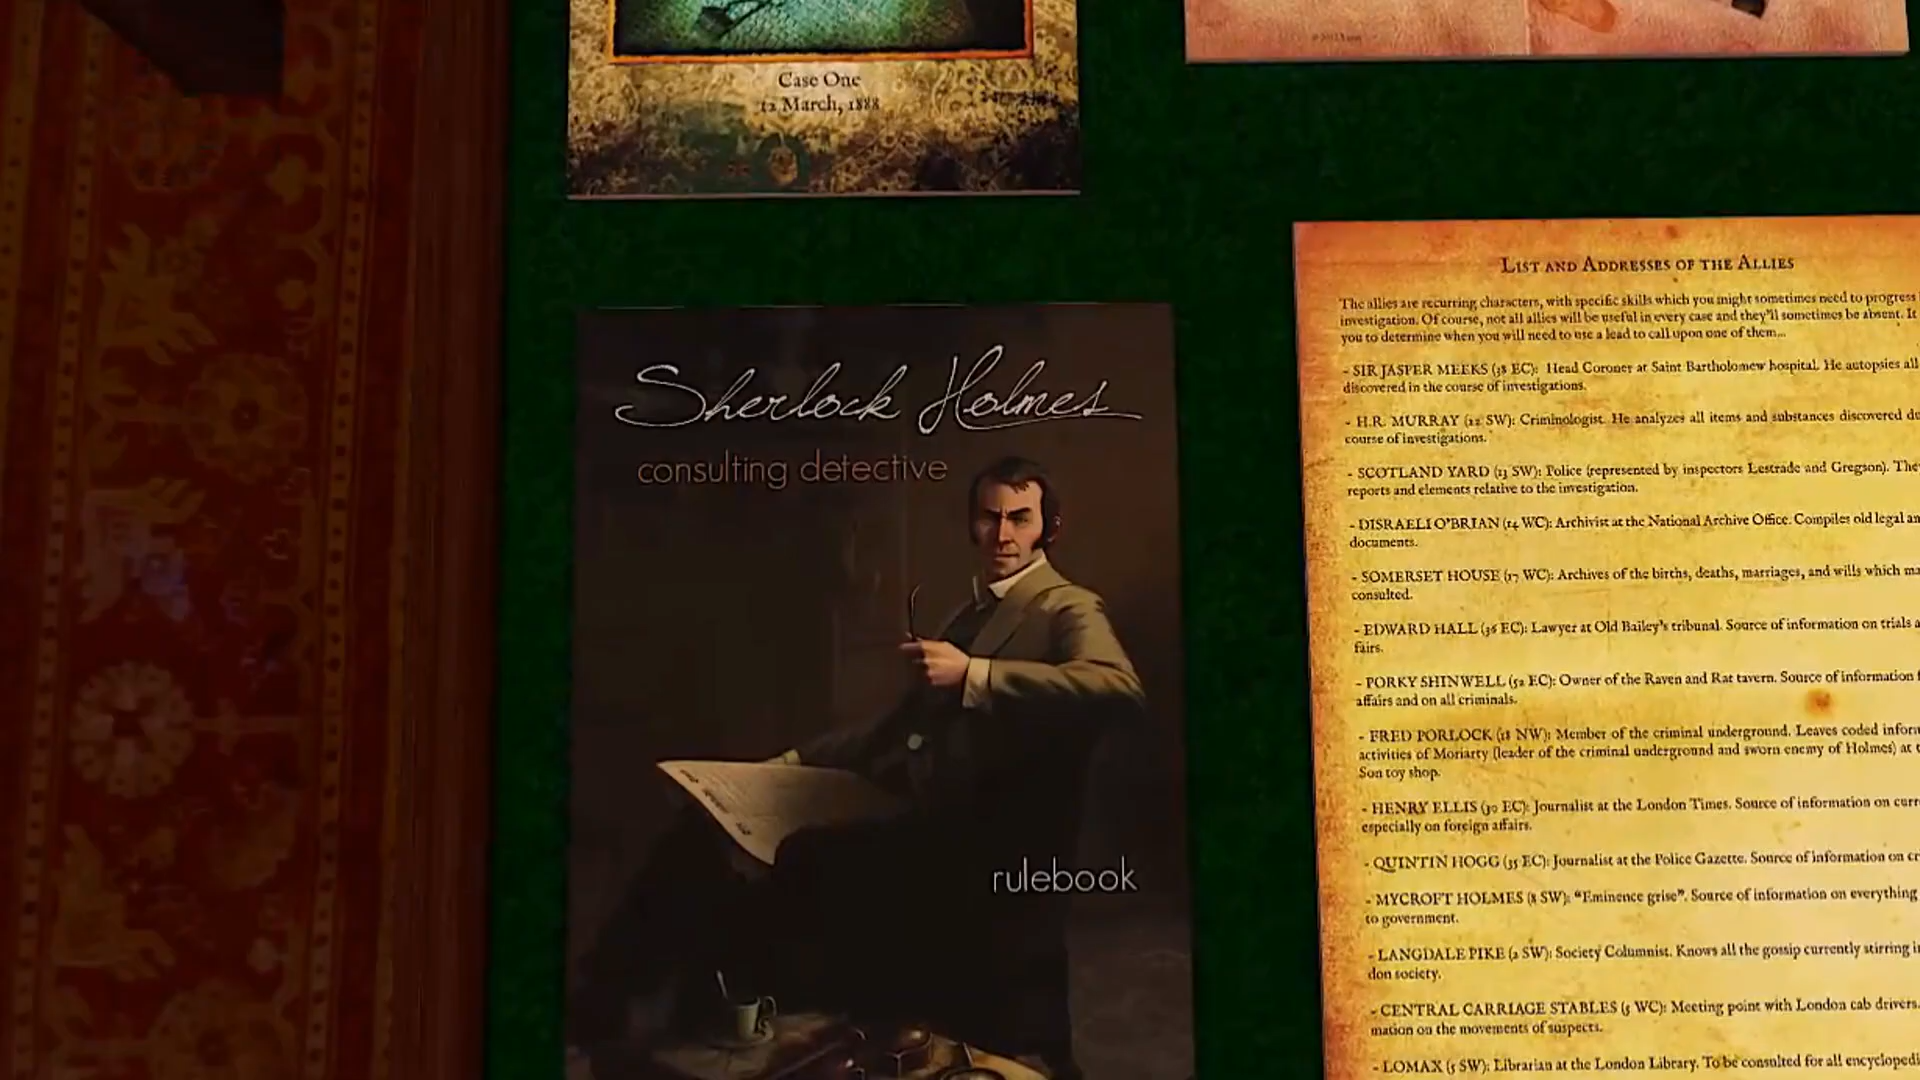 Case One
12 March, 1888
Sherlock Holmes
consulting detective
rulebook
LIST AND ADDRESSES OF THE ALLIES
The allies are recurring characters, with specific skills which you might sometimes need to progress
investigation. Of course, not all allies will be useful in every case and they'll sometimes be absent. It
you to determine when you will need to use a lead to call upon one of them...
- SIR JASPER MEEKS (38 EC): Head Coroner at Saint Bartholomew hospital. He autopsies all
discovered in the course of investigations.
- H.R. MURRAY (22 SW): Criminologist. He analyzes all items and substances discovered
course of investigations.
- SCOTLAND YARD (13 SW): Police (represented by inspectors Lestrade and Gregson). They
reports and elements relative to the investigation.
- DISRAELI O'BRIAN (14 WC): Archivist at the National Archive Office. Compiles old legal
documents.
- SOMERSET HOUSE (17 WC): Archives of the births, deaths, marriages, and wills which
consulted.
- EDWARD HALL (36 EC): Lawyer at Old Bailey's tribunal. Source of information on trials
fairs.
- PORKY SHINWELL (52 EC): Owner of the Raven and Rat tavern. Source of information
affairs and on all criminals.
- FRED PORLOCK (18 NW): Member of the criminal underground. Leaves coded
activities of Moriarty (leader of the criminal underground and sworn enemy of Holmes) at
Son toy shop.
- HENRY ELLIS (30 EC): Journalist at the London Times. Source of information on
especially on foreign affairs.
- QUINTIN HOGG (35 EC): Journalist at the Police Gazette. Source of information on
- MYCROFT HOLMES (8 SW): "Eminence grise". Source of information on everything
to government.
- LANGDALE PIKE (2 SW): Society Columnist. Knows all the gossip currently stirring
don society.
- CENTRAL CARRIAGE STABLES (5 WC): Meeting point with London cab drivers.
mation on the movements of suspects.
- LOMAX (5 SW): Librarian at the London Library. To be consulted for all